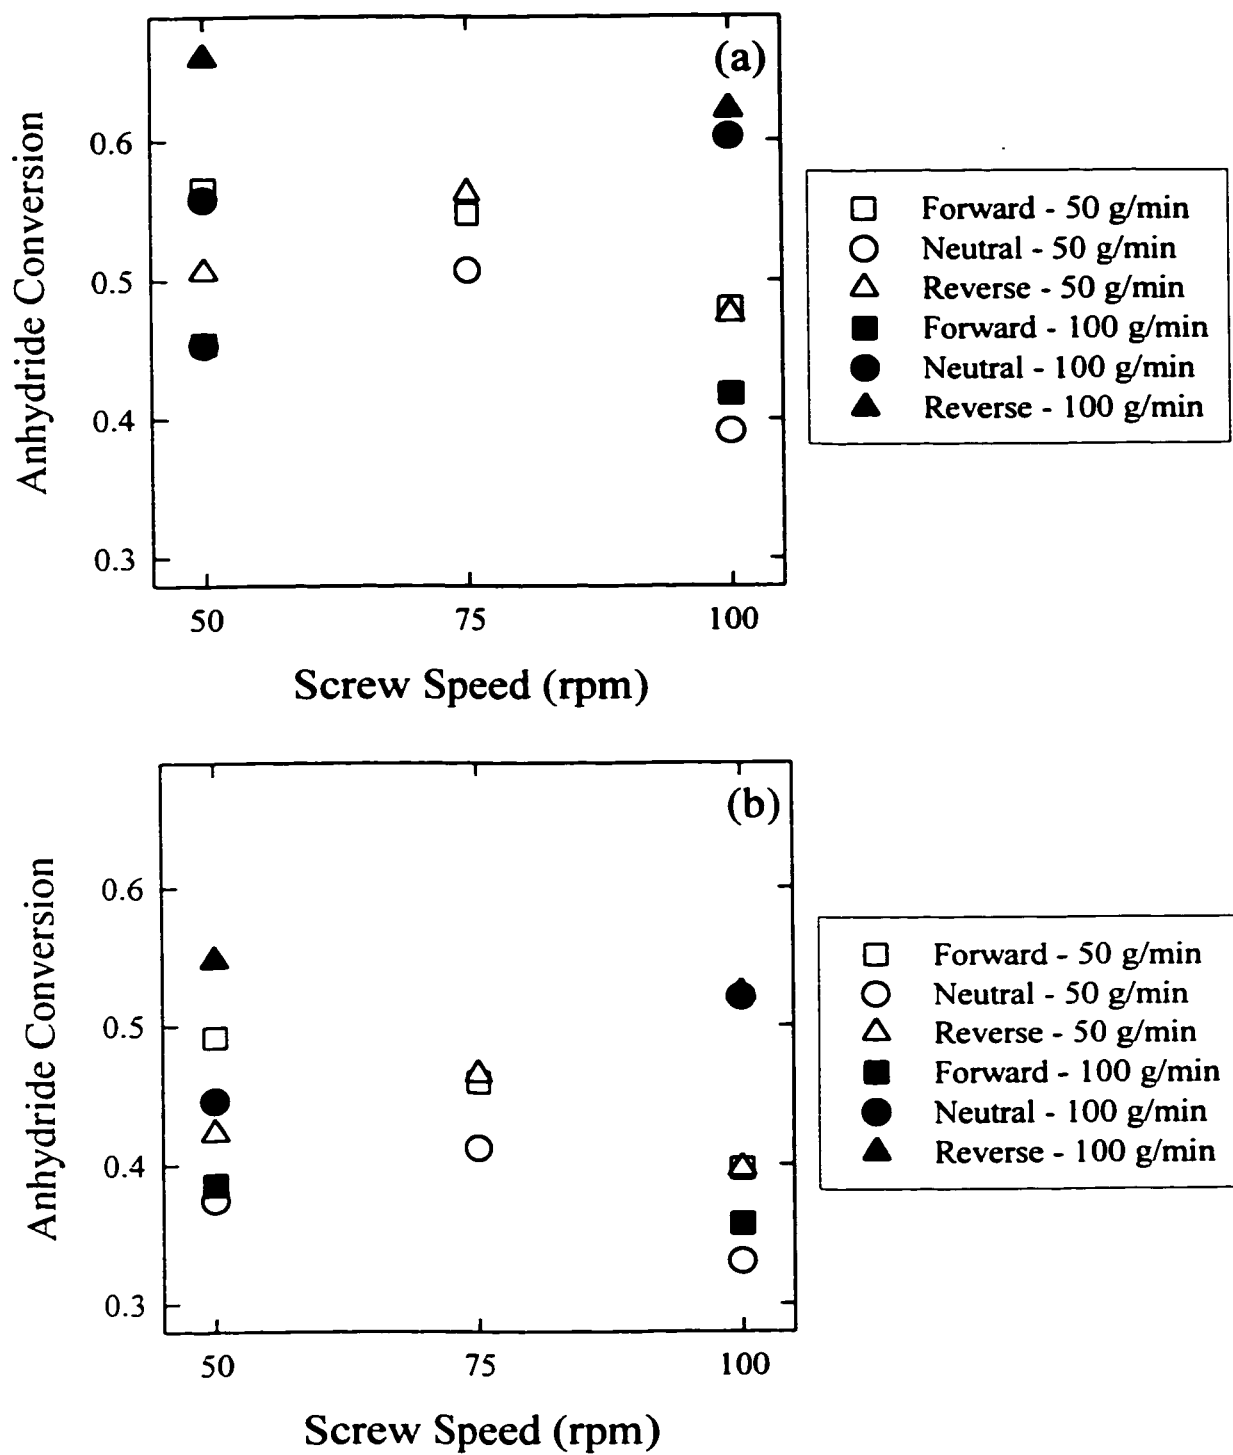 (a)
Anhydride Conversion
0.6
0.5
0.4
0.3
50 75 100
Screw Speed (rpm)
Forward - 50 g/min
Neutral - 50 g/min
Reverse - 50 g/min
Forward - 100 g/min
Neutral - 100 g/min
Reverse - 100 g/min
(b)
Anhydride Conversion
0.6
0.5
0.4
0.3
50 75 100
Screw Speed (rpm)
Forward - 50 g/min
Neutral - 50 g/min
Reverse - 50 g/min
Forward - 100 g/min
Neutral - 100 g/min
Reverse - 100 g/min